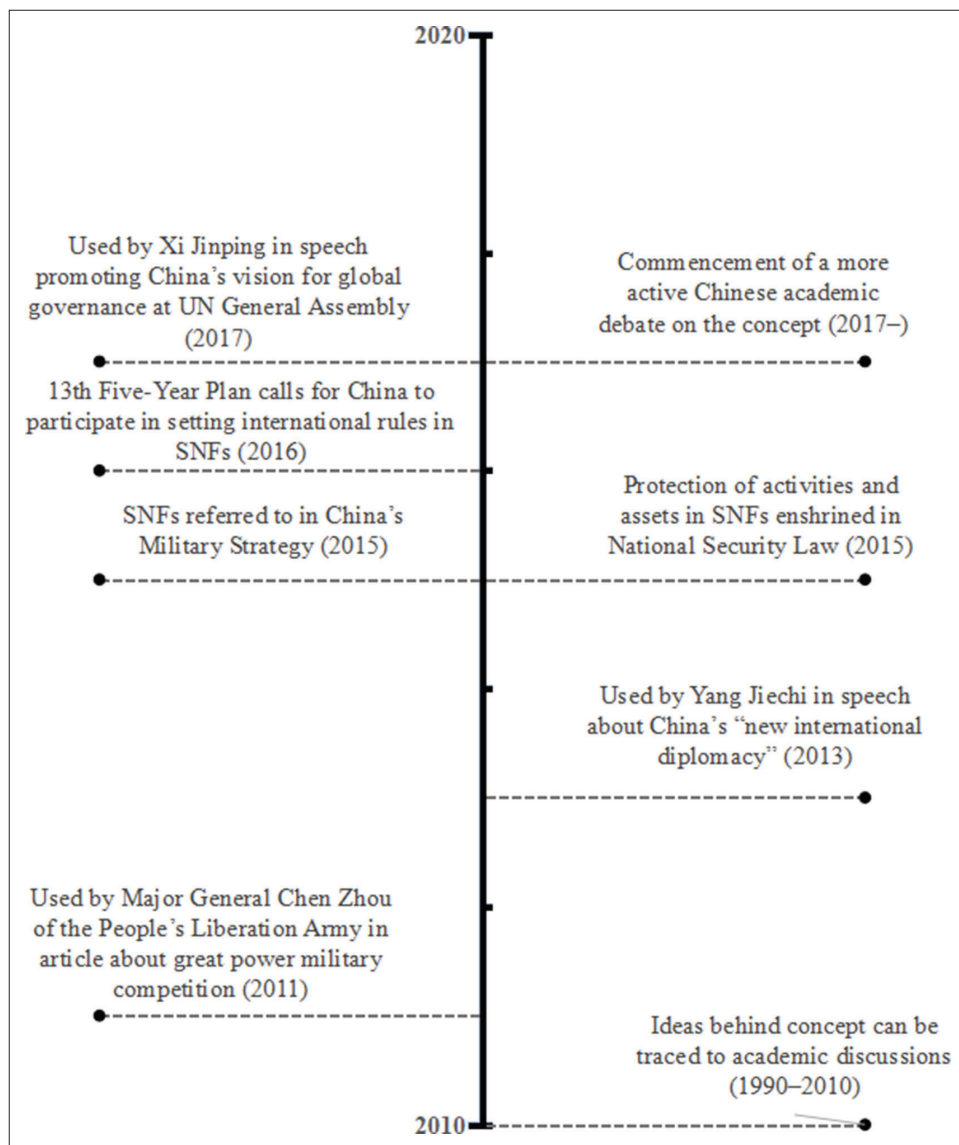 2020
Used by Xi Jinping in speech
promoting China’s vision for global
governance at UN General Assembly
(2017)
Commencement of a more
active Chinese academic
debate on the concept (2017–)
13th Five-Year Plan calls for China to
participate in setting international rules in
SNFs (2016)
SNFs referred to in China’s
Military Strategy (2015)
Protection of activities and
assets in SNFs enshrined in
National Security Law (2015)
Used by Yang Jiechi in speech
about China’s “new international
diplomacy” (2013)
Used by Major General Chen Zhou
of the People’s Liberation Army in
article about great power military
competition (2011)
Ideas behind concept can be
traced to academic discussions
(1990–2010)
2010